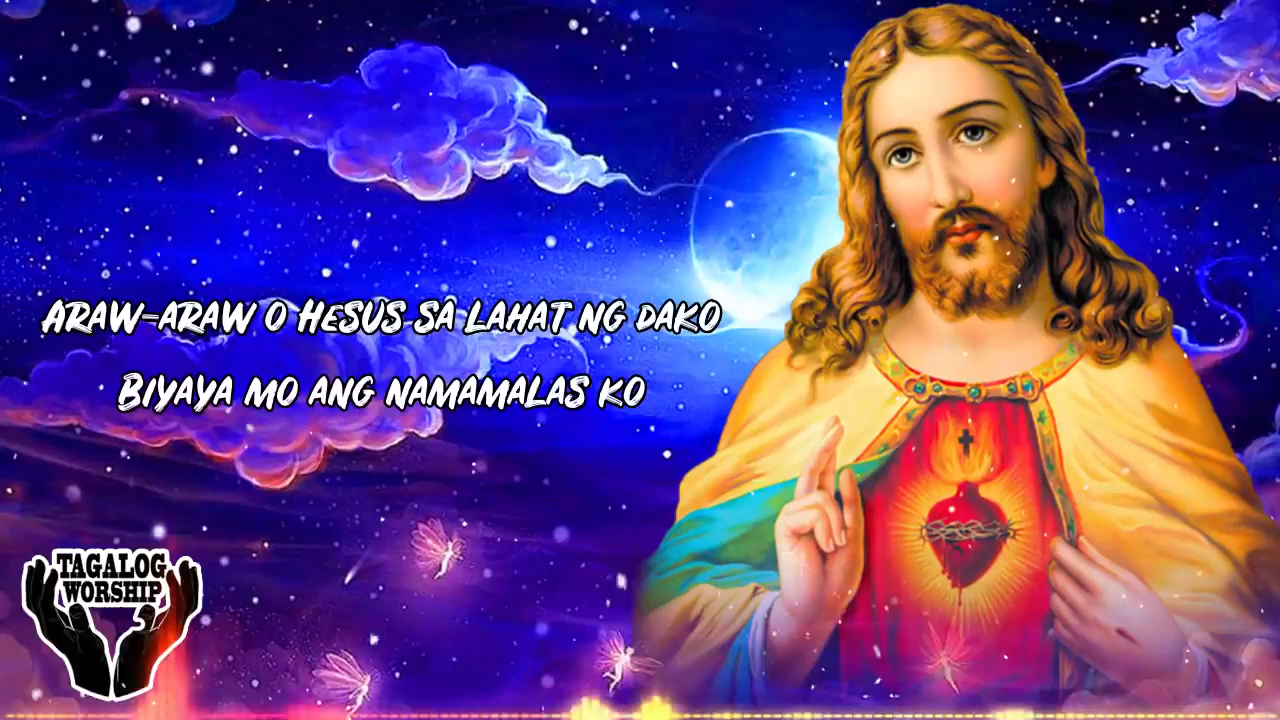 Araw-araw O Hesus sa lahat ng dako
Biyaya mo ang namamalas ko
TAGALOG
WORSHIP